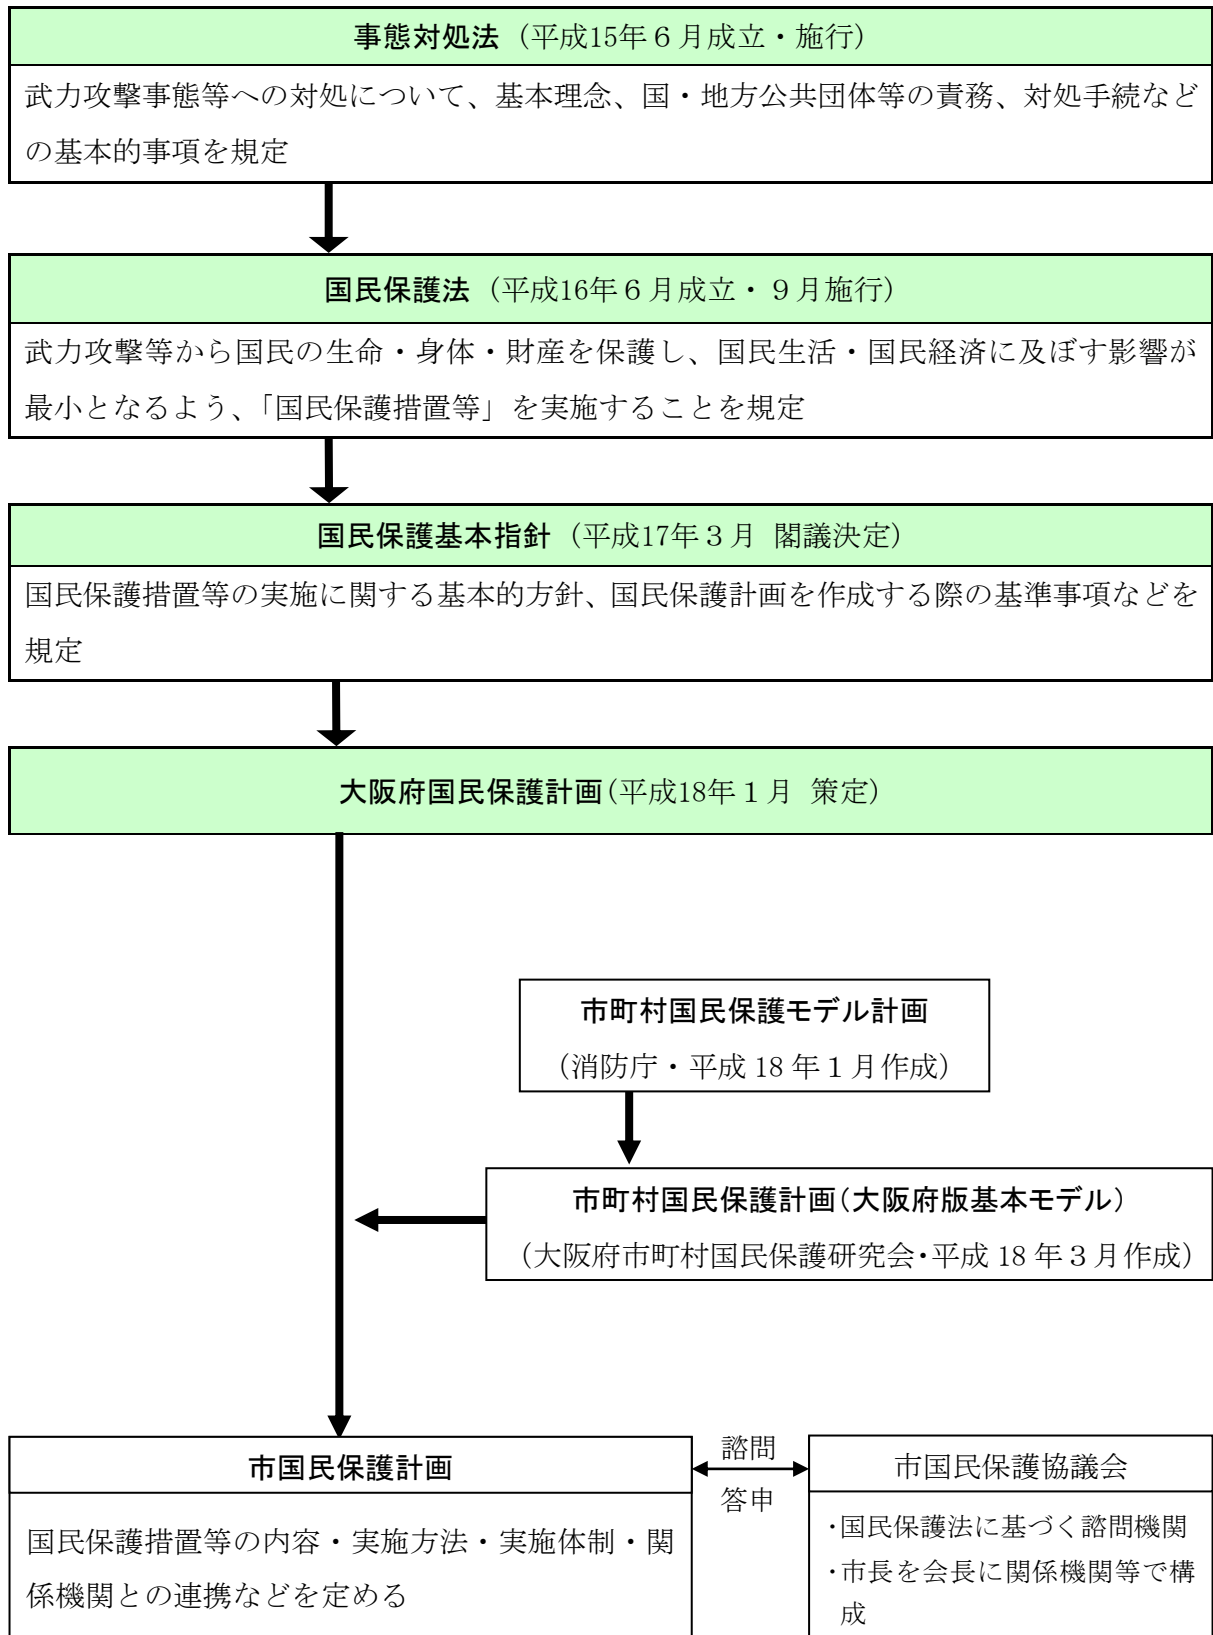 事態対処法（平成15年６月成立・施行）
武力攻撃事態等への対処について、基本理念、国・地方公共団体等の責務、対処手続など
の基本的事項を規定
国民保護法（平成16年６月成立・９月施行）
武力攻撃等から国民の生命・身体・財産を保護し、国民生活・国民経済に及ぼす影響が
最小となるよう、「国民保護措置等」を実施することを規定
国民保護基本指針（平成17年３月 閣議決定）
国民保護措置等の実施に関する基本的方針、国民保護計画を作成する際の基準事項などを
規定
大阪府国民保護計画(平成18年１月 策定)
市町村国民保護モデル計画
（消防庁・平成 18 年１月作成）
市町村国民保護計画(大阪府版基本モデル)
（大阪府市町村国民保護研究会・平成 18 年３月作成）
市国民保護計画
国民保護措置等の内容・実施方法・実施体制・関
係機関との連携などを定める
諮問
答申
市国民保護協議会
・国民保護法に基づく諮問機関
・市長を会長に関係機関等で構
成